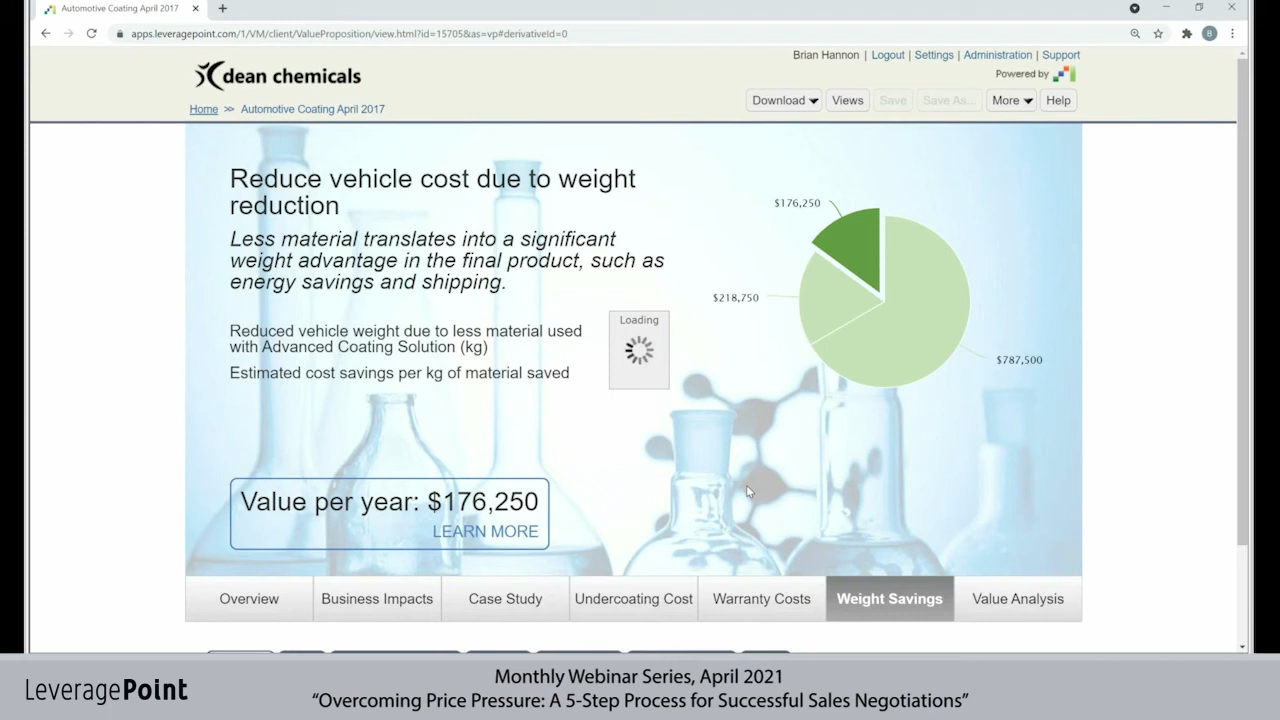 Automotive Coating April 2017
apps.leveragepoint.com/1/VM/client/ValueProposition/view.html?id=15705&as=vp#derivativeId=0
B
Brian Hannon | Logout | Settings | Administration | Support
dean chemicals
Powered by
Home >> Automotive Coating April 2017
Download Views Save Save As... More Help
Reduce vehicle cost due to weight
reduction
Less material translates into a significant
weight advantage in the final product, such as
energy savings and shipping.
Reduced vehicle weight due to less material used
with Advanced Coating Solution (kg)
Estimated cost savings per kg of material saved
Loading
$176,250
$218,750
$787,500
Value per year: $176,250
LEARN MORE
Overview Business Impacts Case Study Undercoating Cost Warranty Costs Weight Savings Value Analysis
LeveragePoint
Monthly Webinar Series, April 2021
“Overcoming Price Pressure: A 5-Step Process for Successful Sales Negotiations”